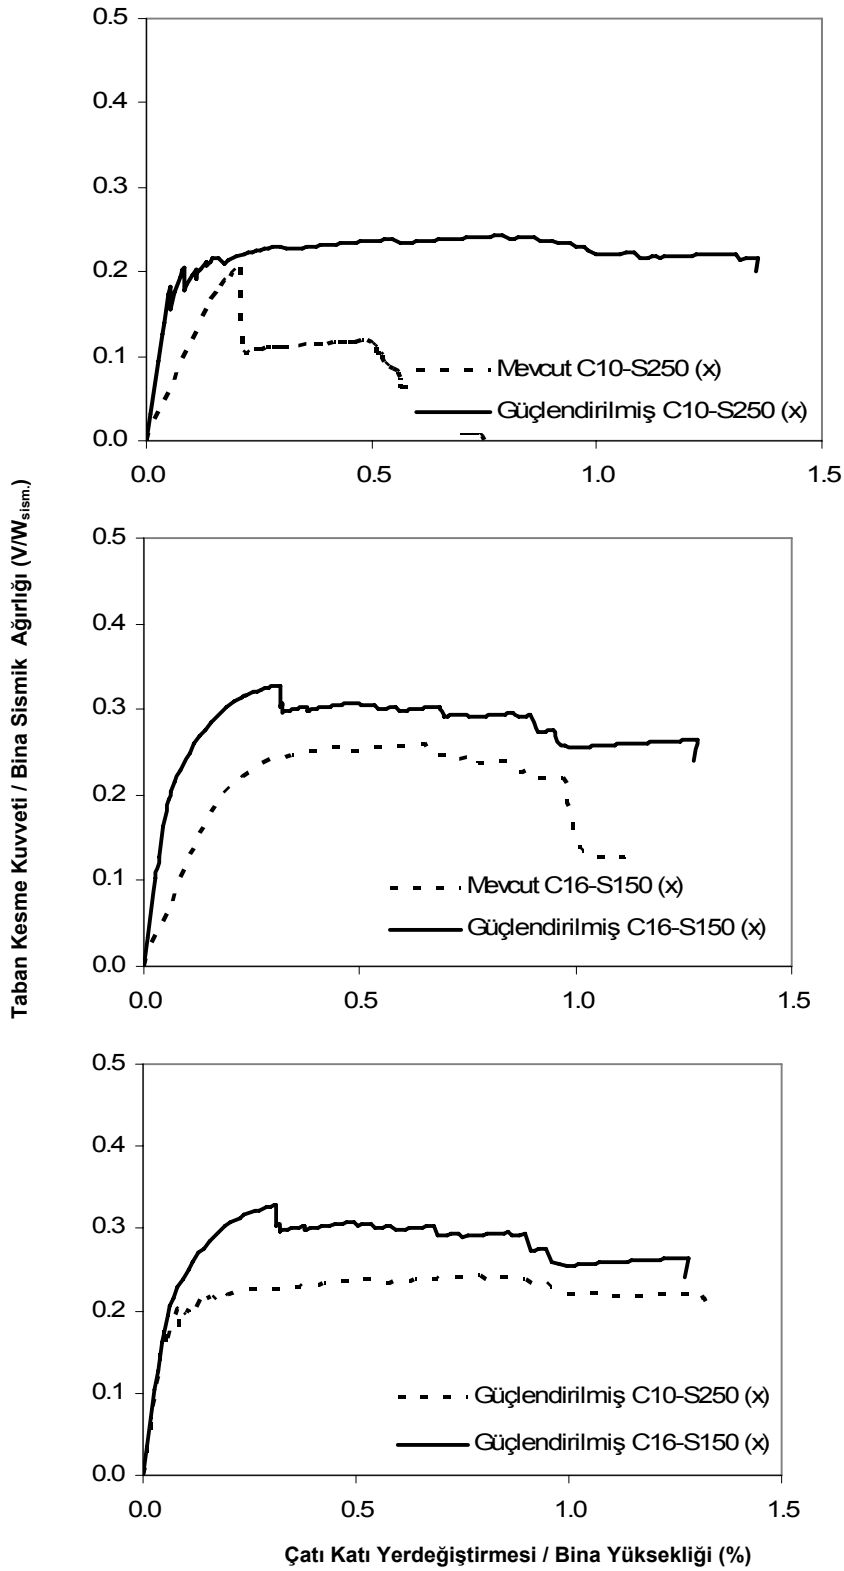 Taban Kesme Kuvveti / Bina Sismik Ağırlığı (V/Wsism.)
0.5
0.4
0.3
0.2
0.1
0.0
Mevcut C10-S250 (x)
Güçlendirilmiş C10-S250 (x)
0.0 0.5 1.0 1.5
0.5
0.4
0.3
0.2
0.1
0.0
Mevcut C16-S150 (x)
Güçlendirilmiş C16-S150 (x)
0.0 0.5 1.0 1.5
0.5
0.4
0.3
0.2
0.1
0.0
Güçlendirilmiş C10-S250 (x)
Güçlendirilmiş C16-S150 (x)
0.0 0.5 1.0 1.5
Çatı Katı Yerdeğiştirmesi / Bina Yüksekliği (%)